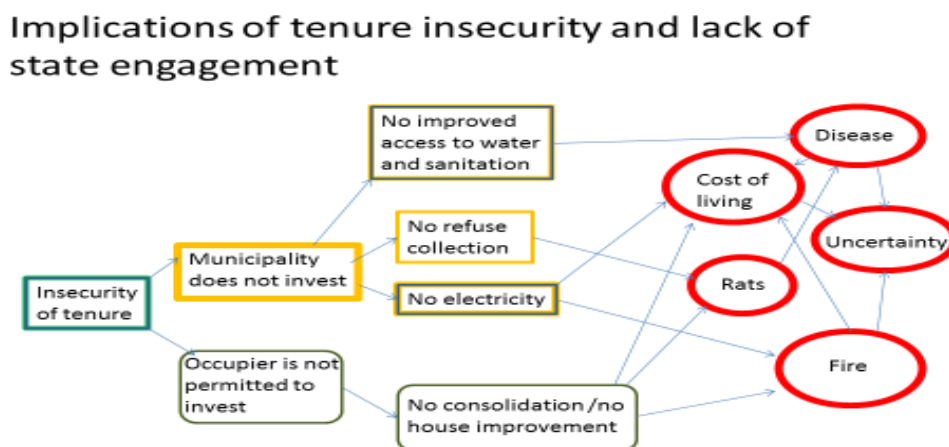 Implications of tenure insecurity and lack of
state engagement
No improved
access to water
and sanitation
Disease
Cost of
living
No refuse
collection
Uncertainty
Municipality
does not invest
Insecurity
of tenure
No electricity
Rats
Occupier is not
permitted to
invest
Fire
No consolidation /no
house improvement